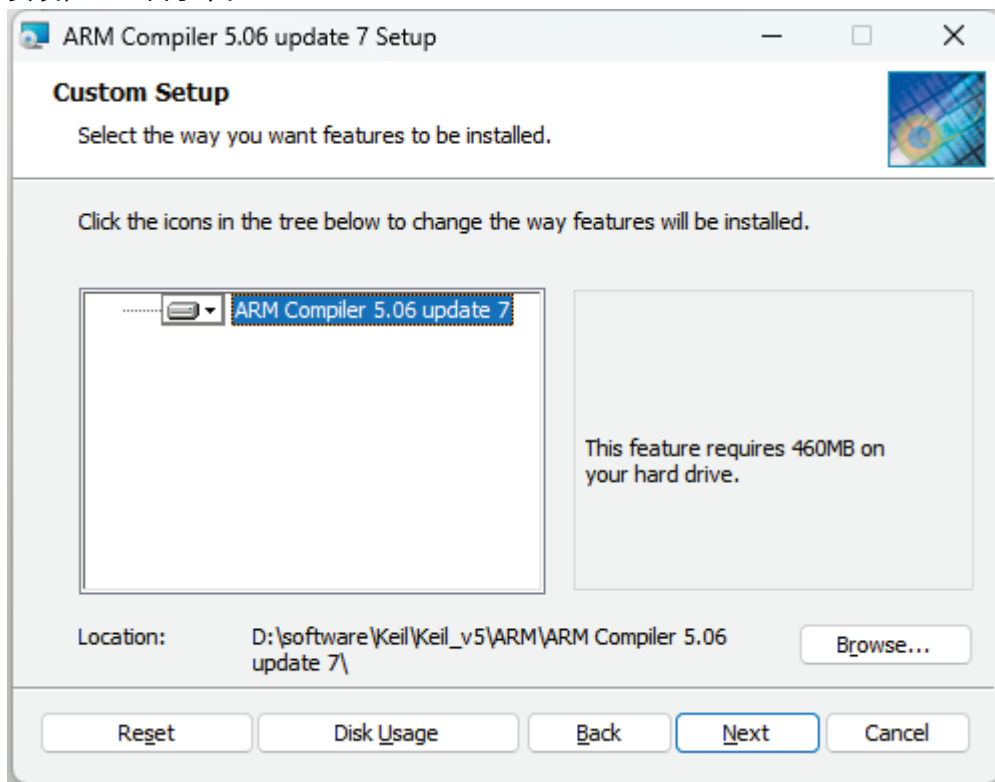 ARM Compiler 5.06 update 7 Setup
Custom Setup
Select the way you want features to be installed.
Click the icons in the tree below to change the way features will be installed.
ARM Compiler 5.06 update 7
This feature requires 460MB on
your hard drive.
Location:
D:\software\Keil\Keil_v5\ARM\ARM Compiler 5.06
update 7\
Browse...
Reset
Disk Usage
Back
Next
Cancel